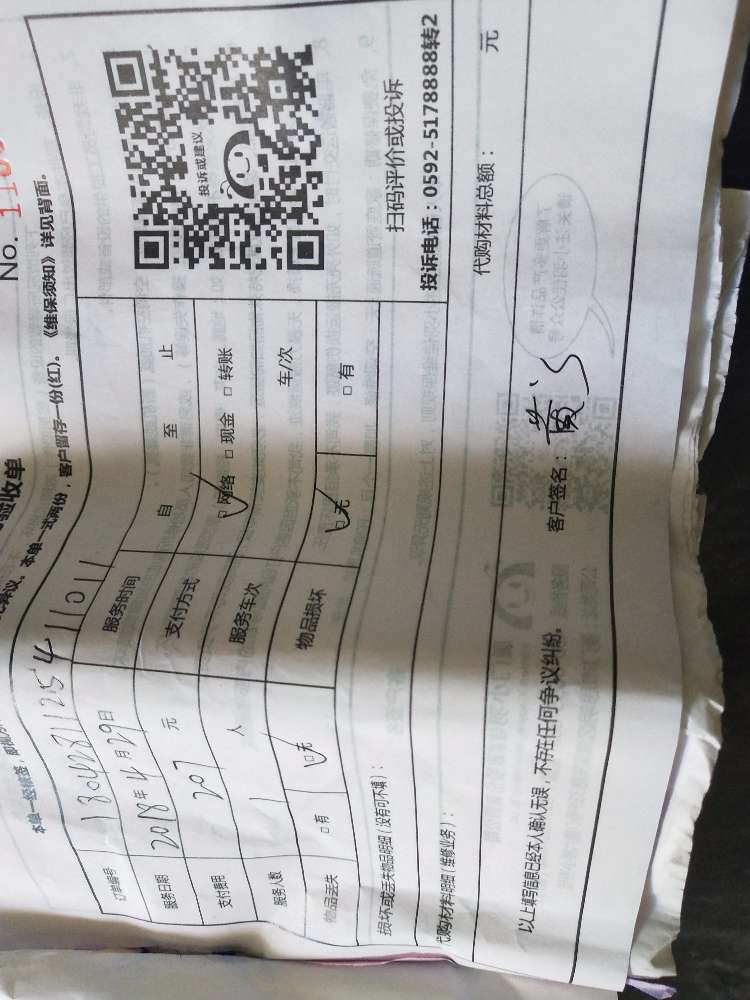 No. 116
验收单
本单一式两份，客户留存一份(红)。《维保须知》详见背面。
订单编号 1804281125411011
服务日期 2018年4月29日 服务时间 自 至 止
支付费用 207元 支付方式 ☑网络 □现金 □转账
服务人数 1人 服务车次 车/次
物品丢失 □有 ☑无 物品损坏 ☑无 □有
投诉或建议
扫码评价或投诉
投诉电话：0592-5178888转2
损坏或丢失物品明细（没有可不填）：
代购材料明细（维修业务）： 代购材料总额： 元
以上填写信息已经本人确认无误，不存在任何争议纠纷。 客户签名：